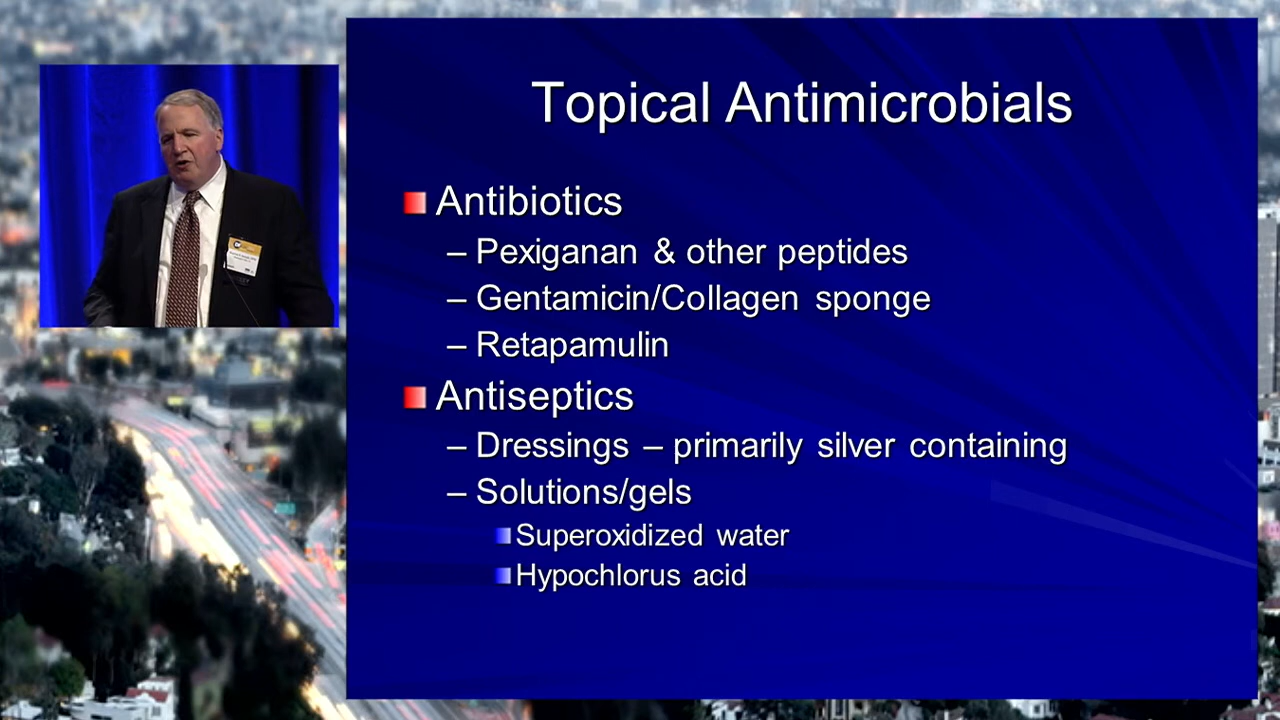 Topical Antimicrobials
Antibiotics
– Pexiganan & other peptides
– Gentamicin/Collagen sponge
– Retapamulin
Antiseptics
– Dressings – primarily silver containing
– Solutions/gels
Superoxidized water
Hypochlorus acid